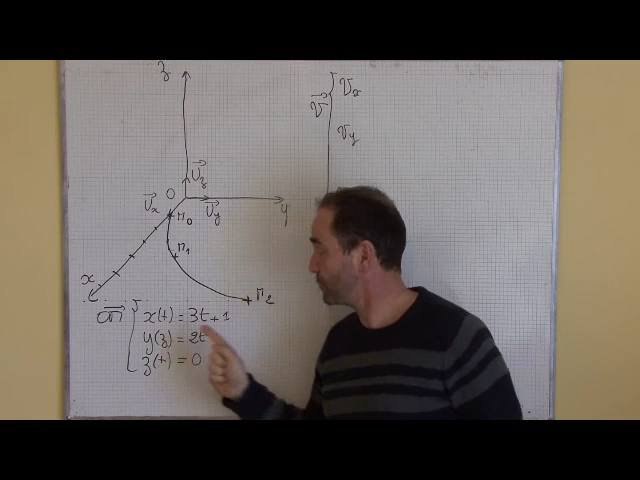 z
V⃗ { Vx
Vy
O
U⃗z
U⃗x
M₀
U⃗y
y
M₁
x
M₂
OM⃗ { x(t) = 3t + 1
y(z) = 2t
z(t) = 0